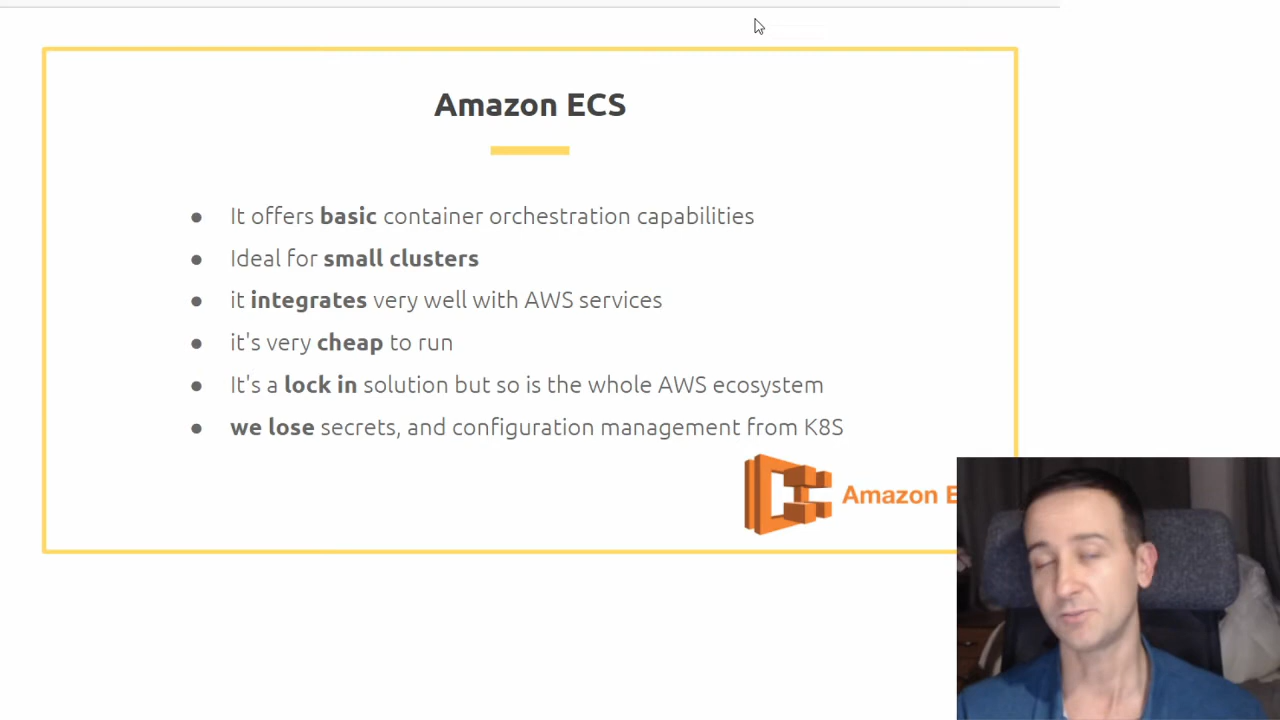 Amazon ECS
● It offers basic container orchestration capabilities
● Ideal for small clusters
● it integrates very well with AWS services
● it's very cheap to run
● It's a lock in solution but so is the whole AWS ecosystem
● we lose secrets, and configuration management from K8S
Amazon E